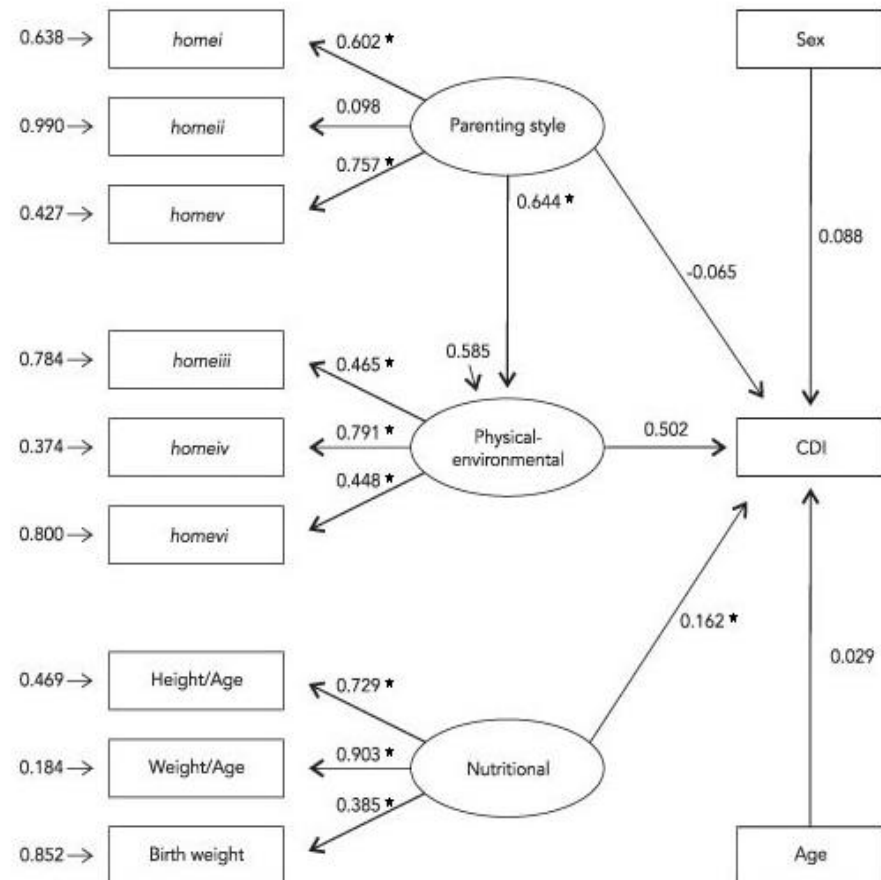 0.638 → homei 0.602 ★ Sex
0.990 → homeii 0.098 Parenting style
0.427 → homev 0.757 ★
0.644 ★
0.088
-0.065
0.784 → homeiii 0.465 ★ 0.585
0.374 → homeiv 0.791 ★ Physical-
environmental 0.502 CDI
0.800 → homevi 0.448 ★
0.162 ★
0.029
0.469 → Height/Age 0.729 ★
0.184 → Weight/Age 0.903 ★ Nutritional
0.852 → Birth weight 0.385 ★ Age